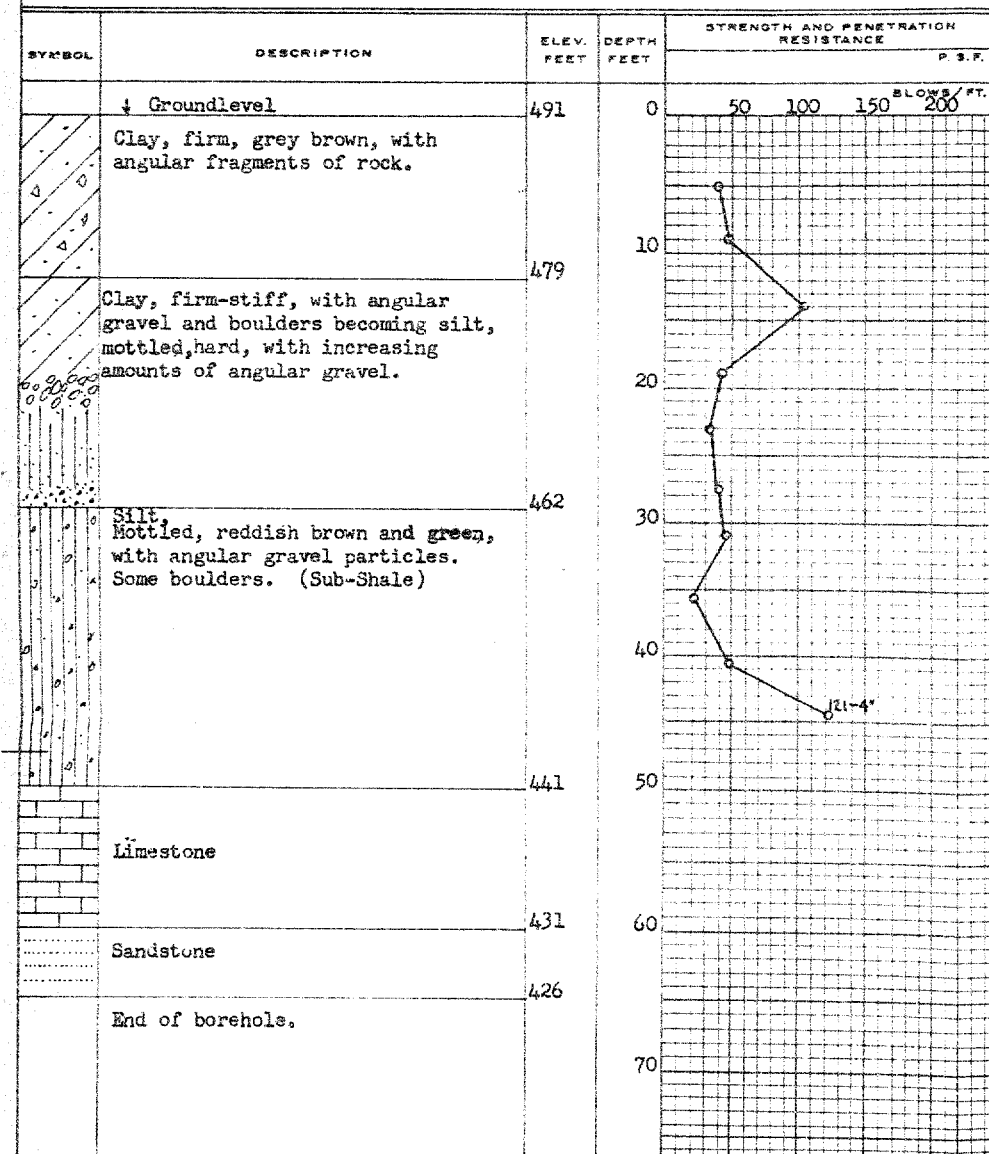 SYMBOL
DESCRIPTION
ELEV. FEET
DEPTH FEET
STRENGTH AND PENETRATION RESISTANCE
P. S. F.
BLOWS/FT.
↓ Groundlevel
491
0
50 100 150 200
Clay, firm, grey brown, with
angular fragments of rock.
10
479
Clay, firm-stiff, with angular
gravel and boulders becoming silt,
mottled,hard, with increasing
amounts of angular gravel.
20
462
30
Silt,
Mottled, reddish brown and green,
with angular gravel particles.
Some boulders. (Sub-Shale)
40
121-4"
441
50
Limestone
431
60
Sandstone
426
End of borehole.
70